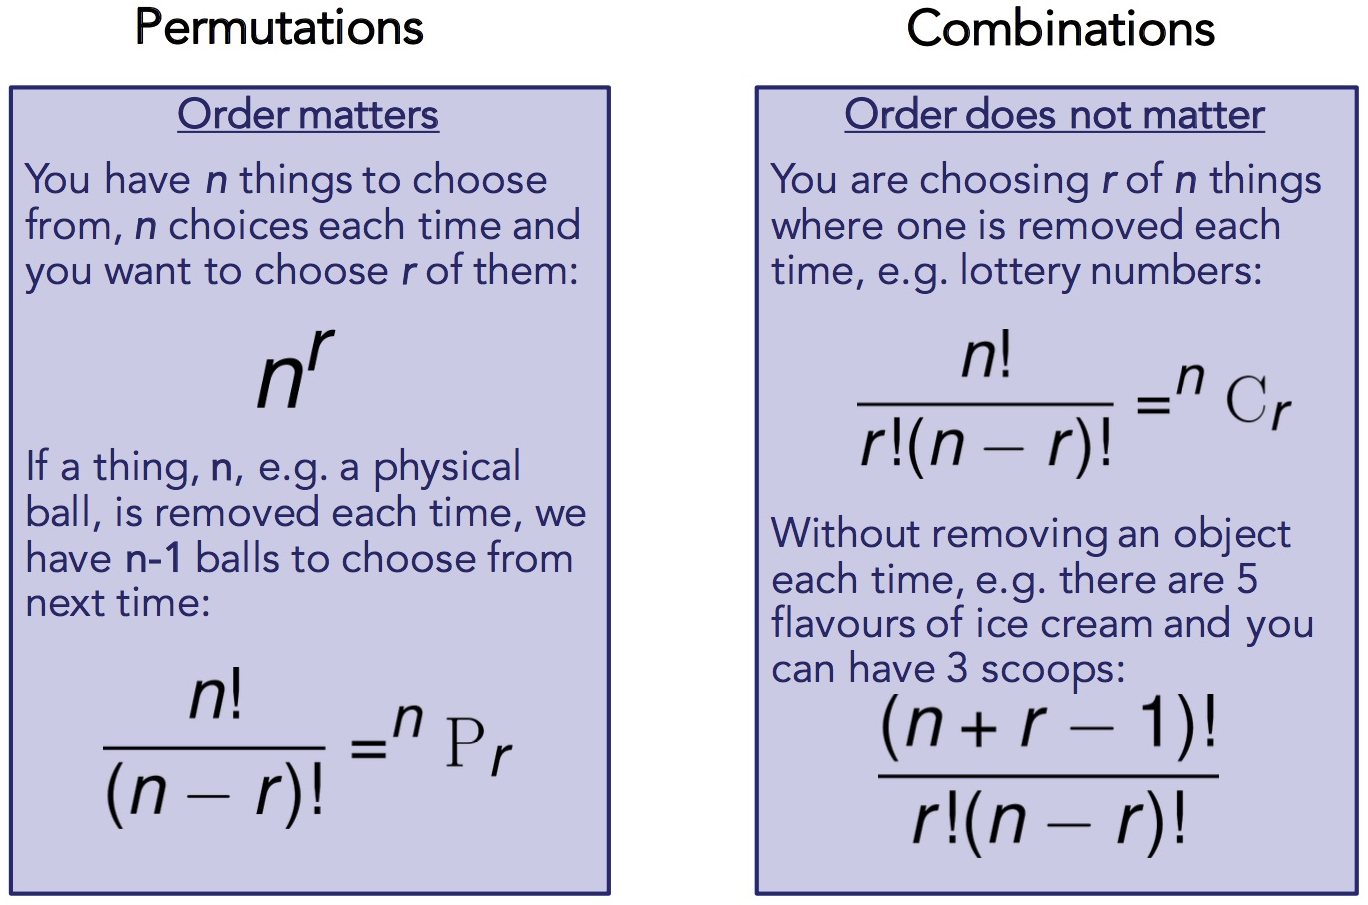 Permutations
Order matters
You have n things to choose
from, n choices each time and
you want to choose r of them:
n^r
If a thing, n, e.g. a physical
ball, is removed each time, we
have n-1 balls to choose from
next time:
n!
(n – r)!
=^n P_r
Combinations
Order does not matter
You are choosing r of n things
where one is removed each
time, e.g. lottery numbers:
n!
r!(n – r)!
=^n C_r
Without removing an object
each time, e.g. there are 5
flavours of ice cream and you
can have 3 scoops:
(n + r – 1)!
r!(n – r)!